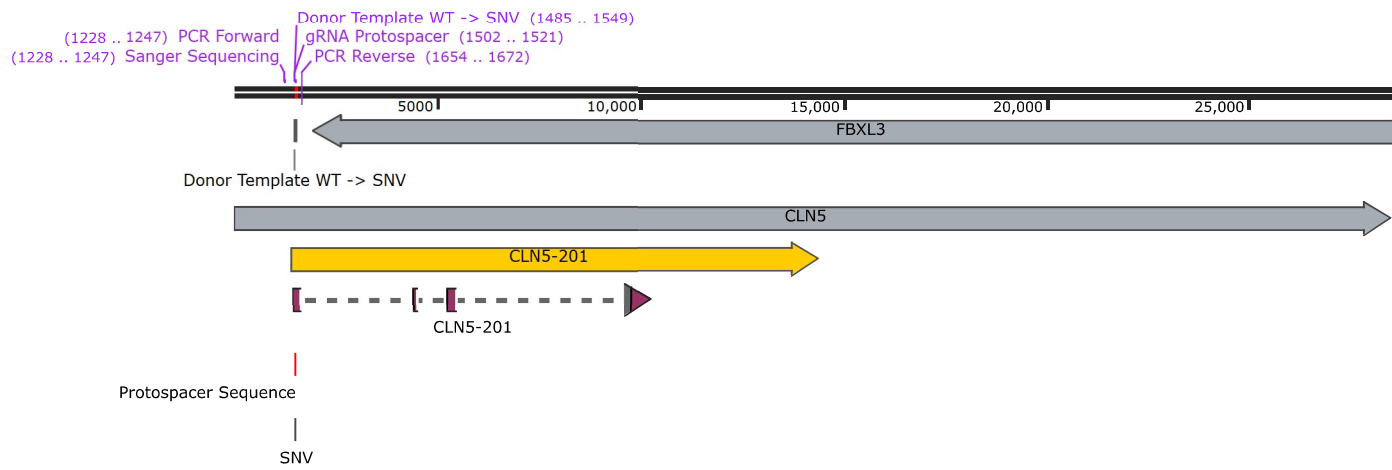 Donor Template WT -> SNV (1485 .. 1549)
(1228 .. 1247) PCR Forward gRNA Protospacer (1502 .. 1521)
(1228 .. 1247) Sanger Sequencing PCR Reverse (1654 .. 1672)
5000 10,000 15,000 20,000 25,000
FBXL3
Donor Template WT -> SNV
CLN5
CLN5-201
CLN5-201
Protospacer Sequence
SNV